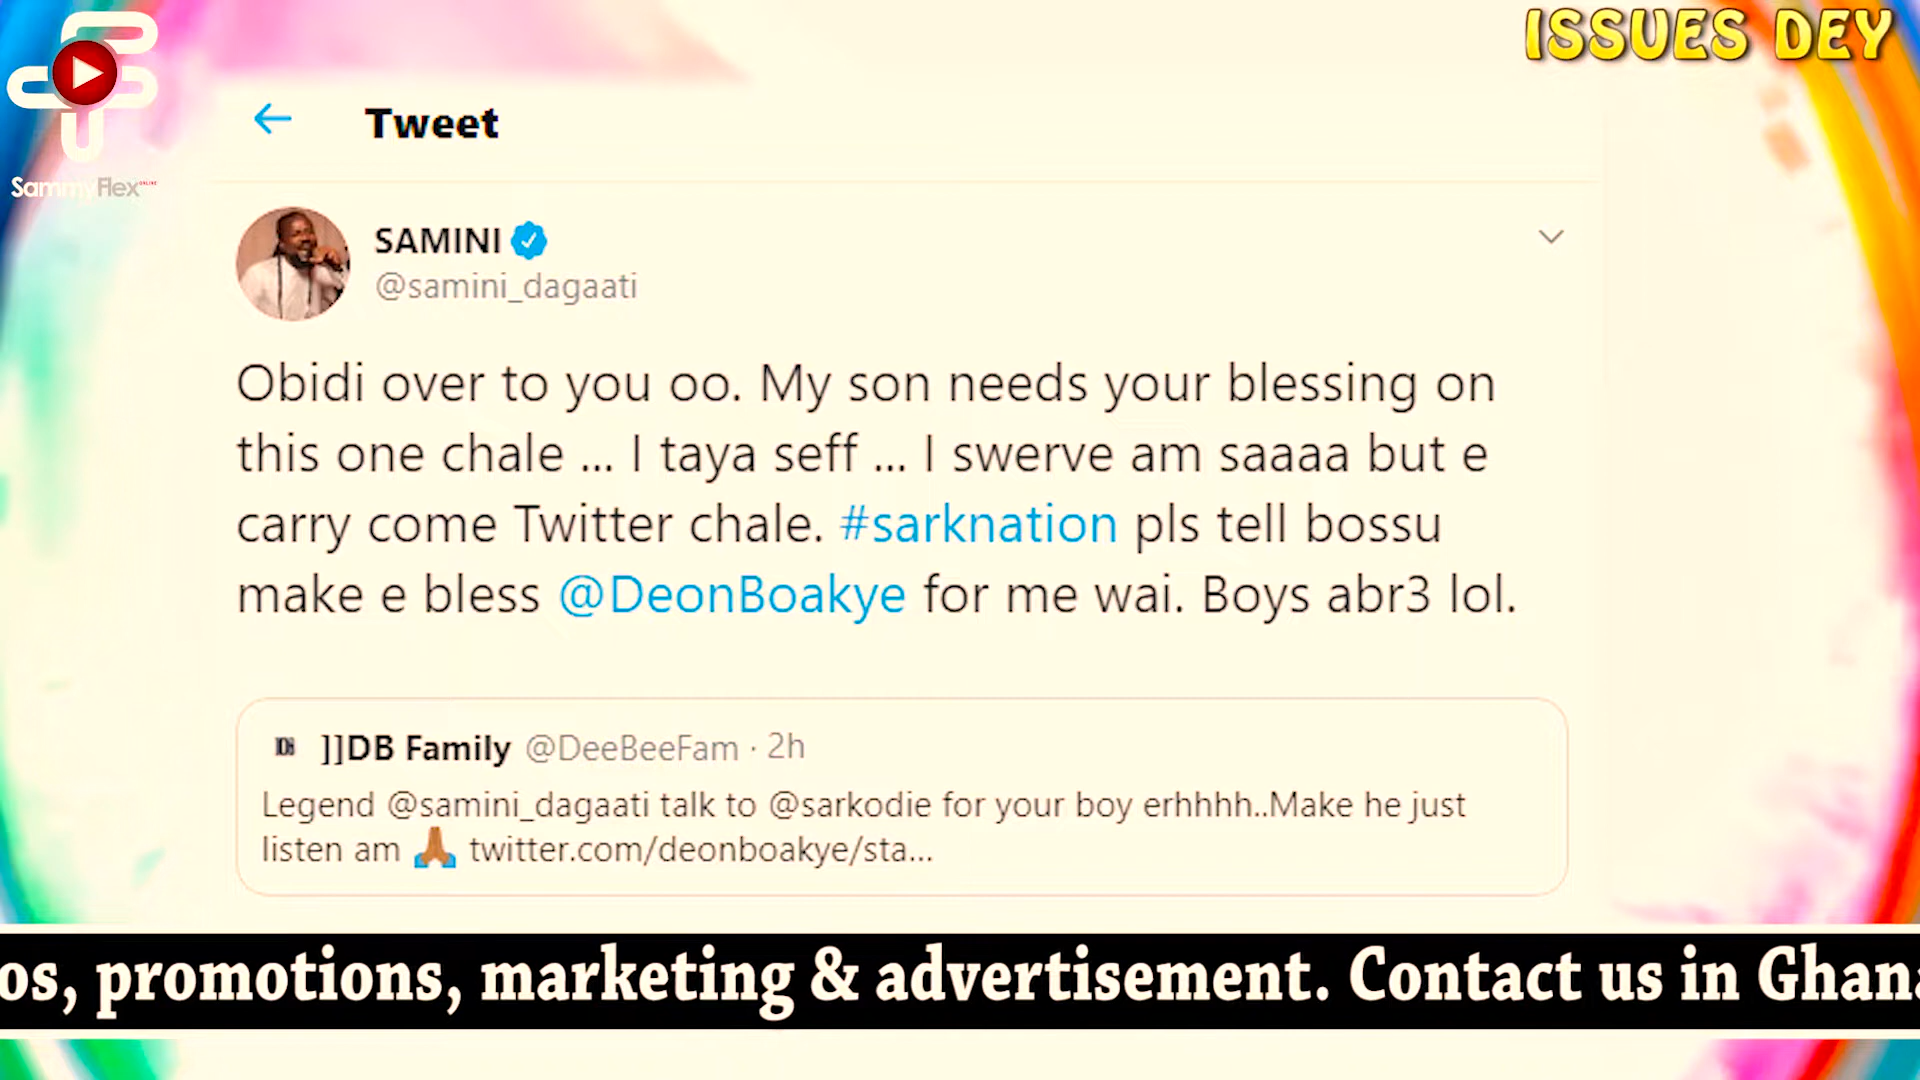 ISSUES DEY
SammyFlex
ONLINE
Tweet
SAMINI
@samini_dagaati
Obidi over to you oo. My son needs your blessing on
this one chale ... I taya seff ... I swerve am saaaa but e
carry come Twitter chale. #sarknation pls tell bossu
make e bless @DeonBoakye for me wai. Boys abr3 lol.
]]DB Family @DeeBeeFam · 2h
Legend @samini_dagaati talk to @sarkodie for your boy erhhhh..Make he just
listen am 🙏 twitter.com/deonboakye/sta...
os, promotions, marketing & advertisement. Contact us in Ghana